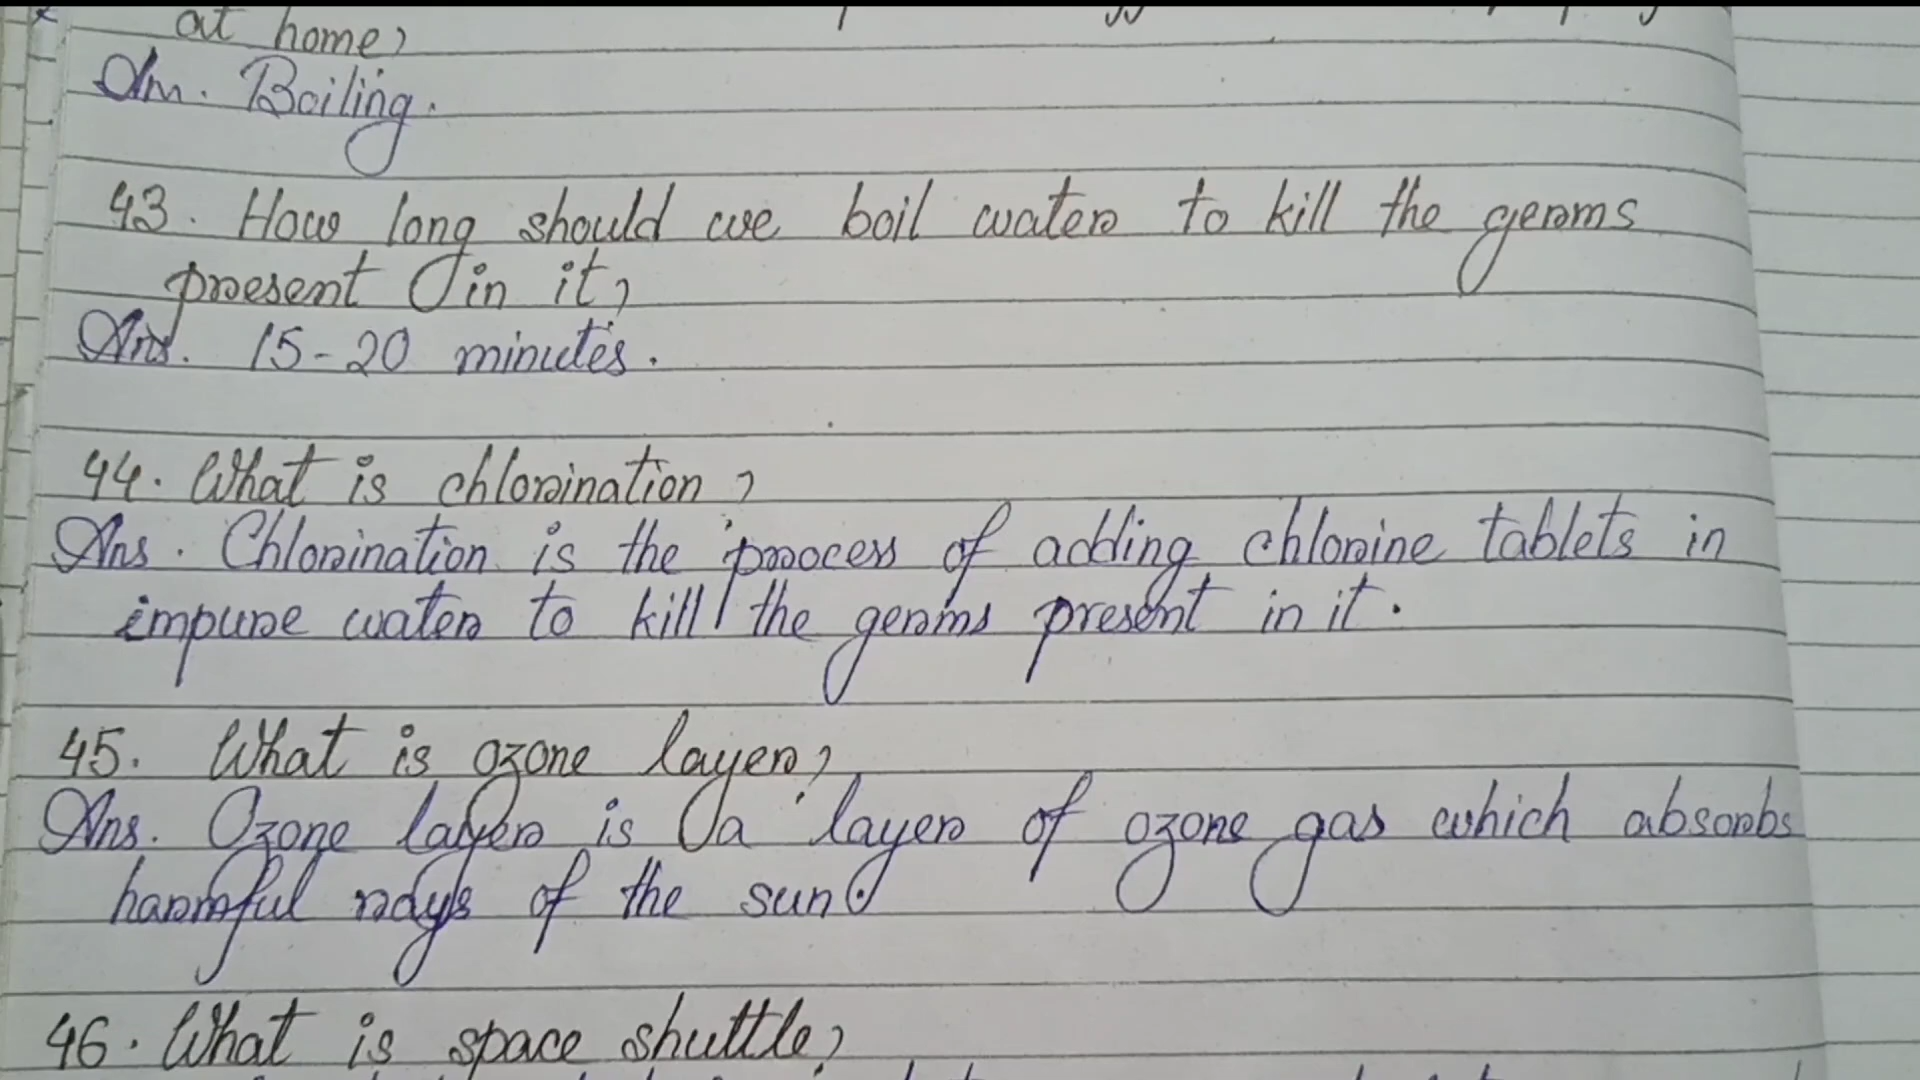 at home?
Ans. Boiling.
43. How long should we boil water to kill the germs
present in it?
Ans. 15-20 minutes.
44. What is chlorination?
Ans. Chlorination is the process of adding chlorine tablets in
impure water to kill the germs present in it.
45. What is ozone layer?
Ans. Ozone layer is a layer of ozone gas which absorbs
harmful rays of the sun.
46. What is space shuttle?